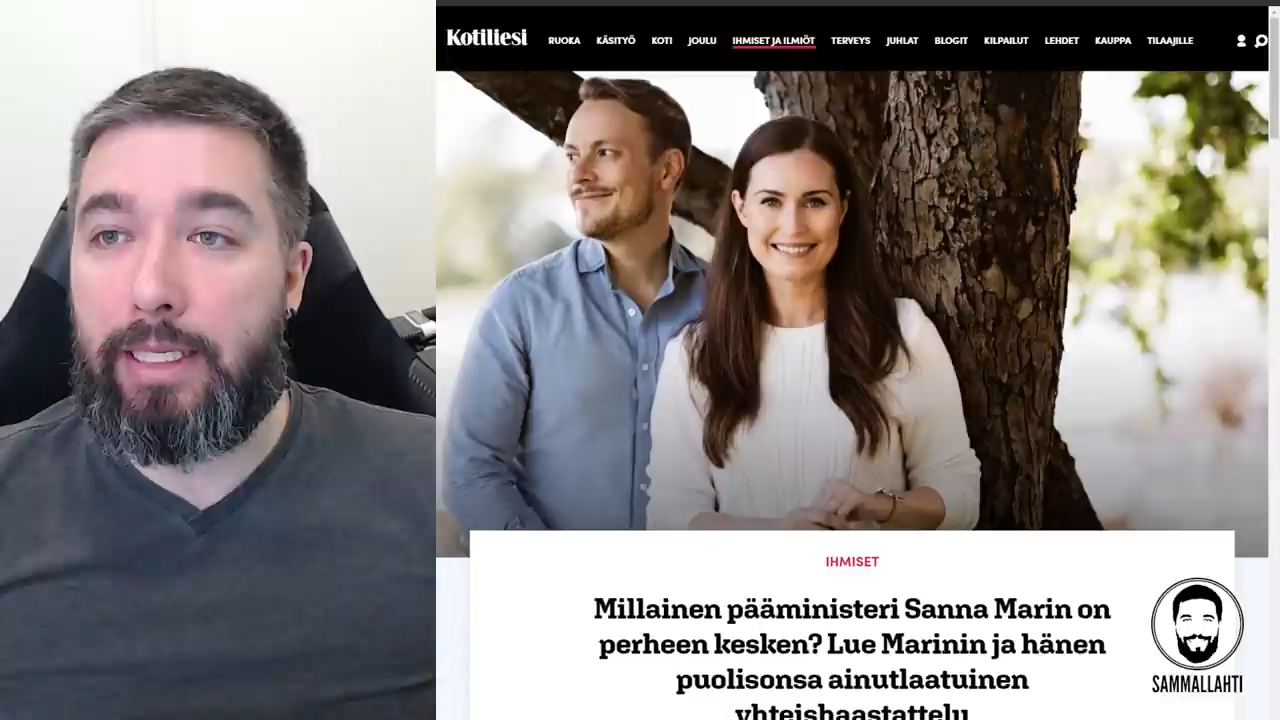 Kotiliesi
RUOKA KÄSITYÖ KOTI JOULU IHMISET JA ILMIÖT TERVEYS JUHLAT BLOGIT KILPAILUT LEHDET KAUPPA TILAAJILLE
IHMISET
Millainen pääministeri Sanna Marin on
perheen kesken? Lue Marinin ja hänen
puolisonsa ainutlaatuinen
yhteishaastattelu
SAMMALLAHTI